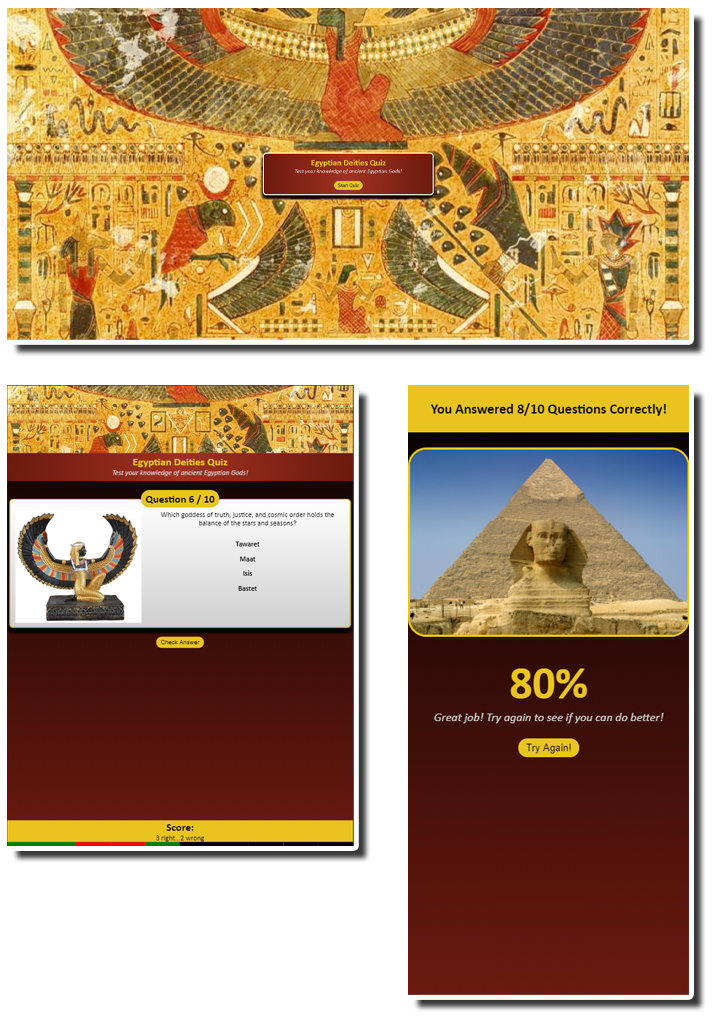 Egyptian Deities Quiz
Test your knowledge of ancient Egyptian Gods!
Start Quiz
Egyptian Deities Quiz
Test your knowledge of ancient Egyptian Gods!
Question 6 / 10
Which goddess of truth, justice, and cosmic order holds the
balance of the stars and seasons?
Tawaret
Maat
Isis
Bastet
Check Answer
Score:
3 right...2 wrong
You Answered 8/10 Questions Correctly!
80%
Great job! Try again to see if you can do better!
Try Again!